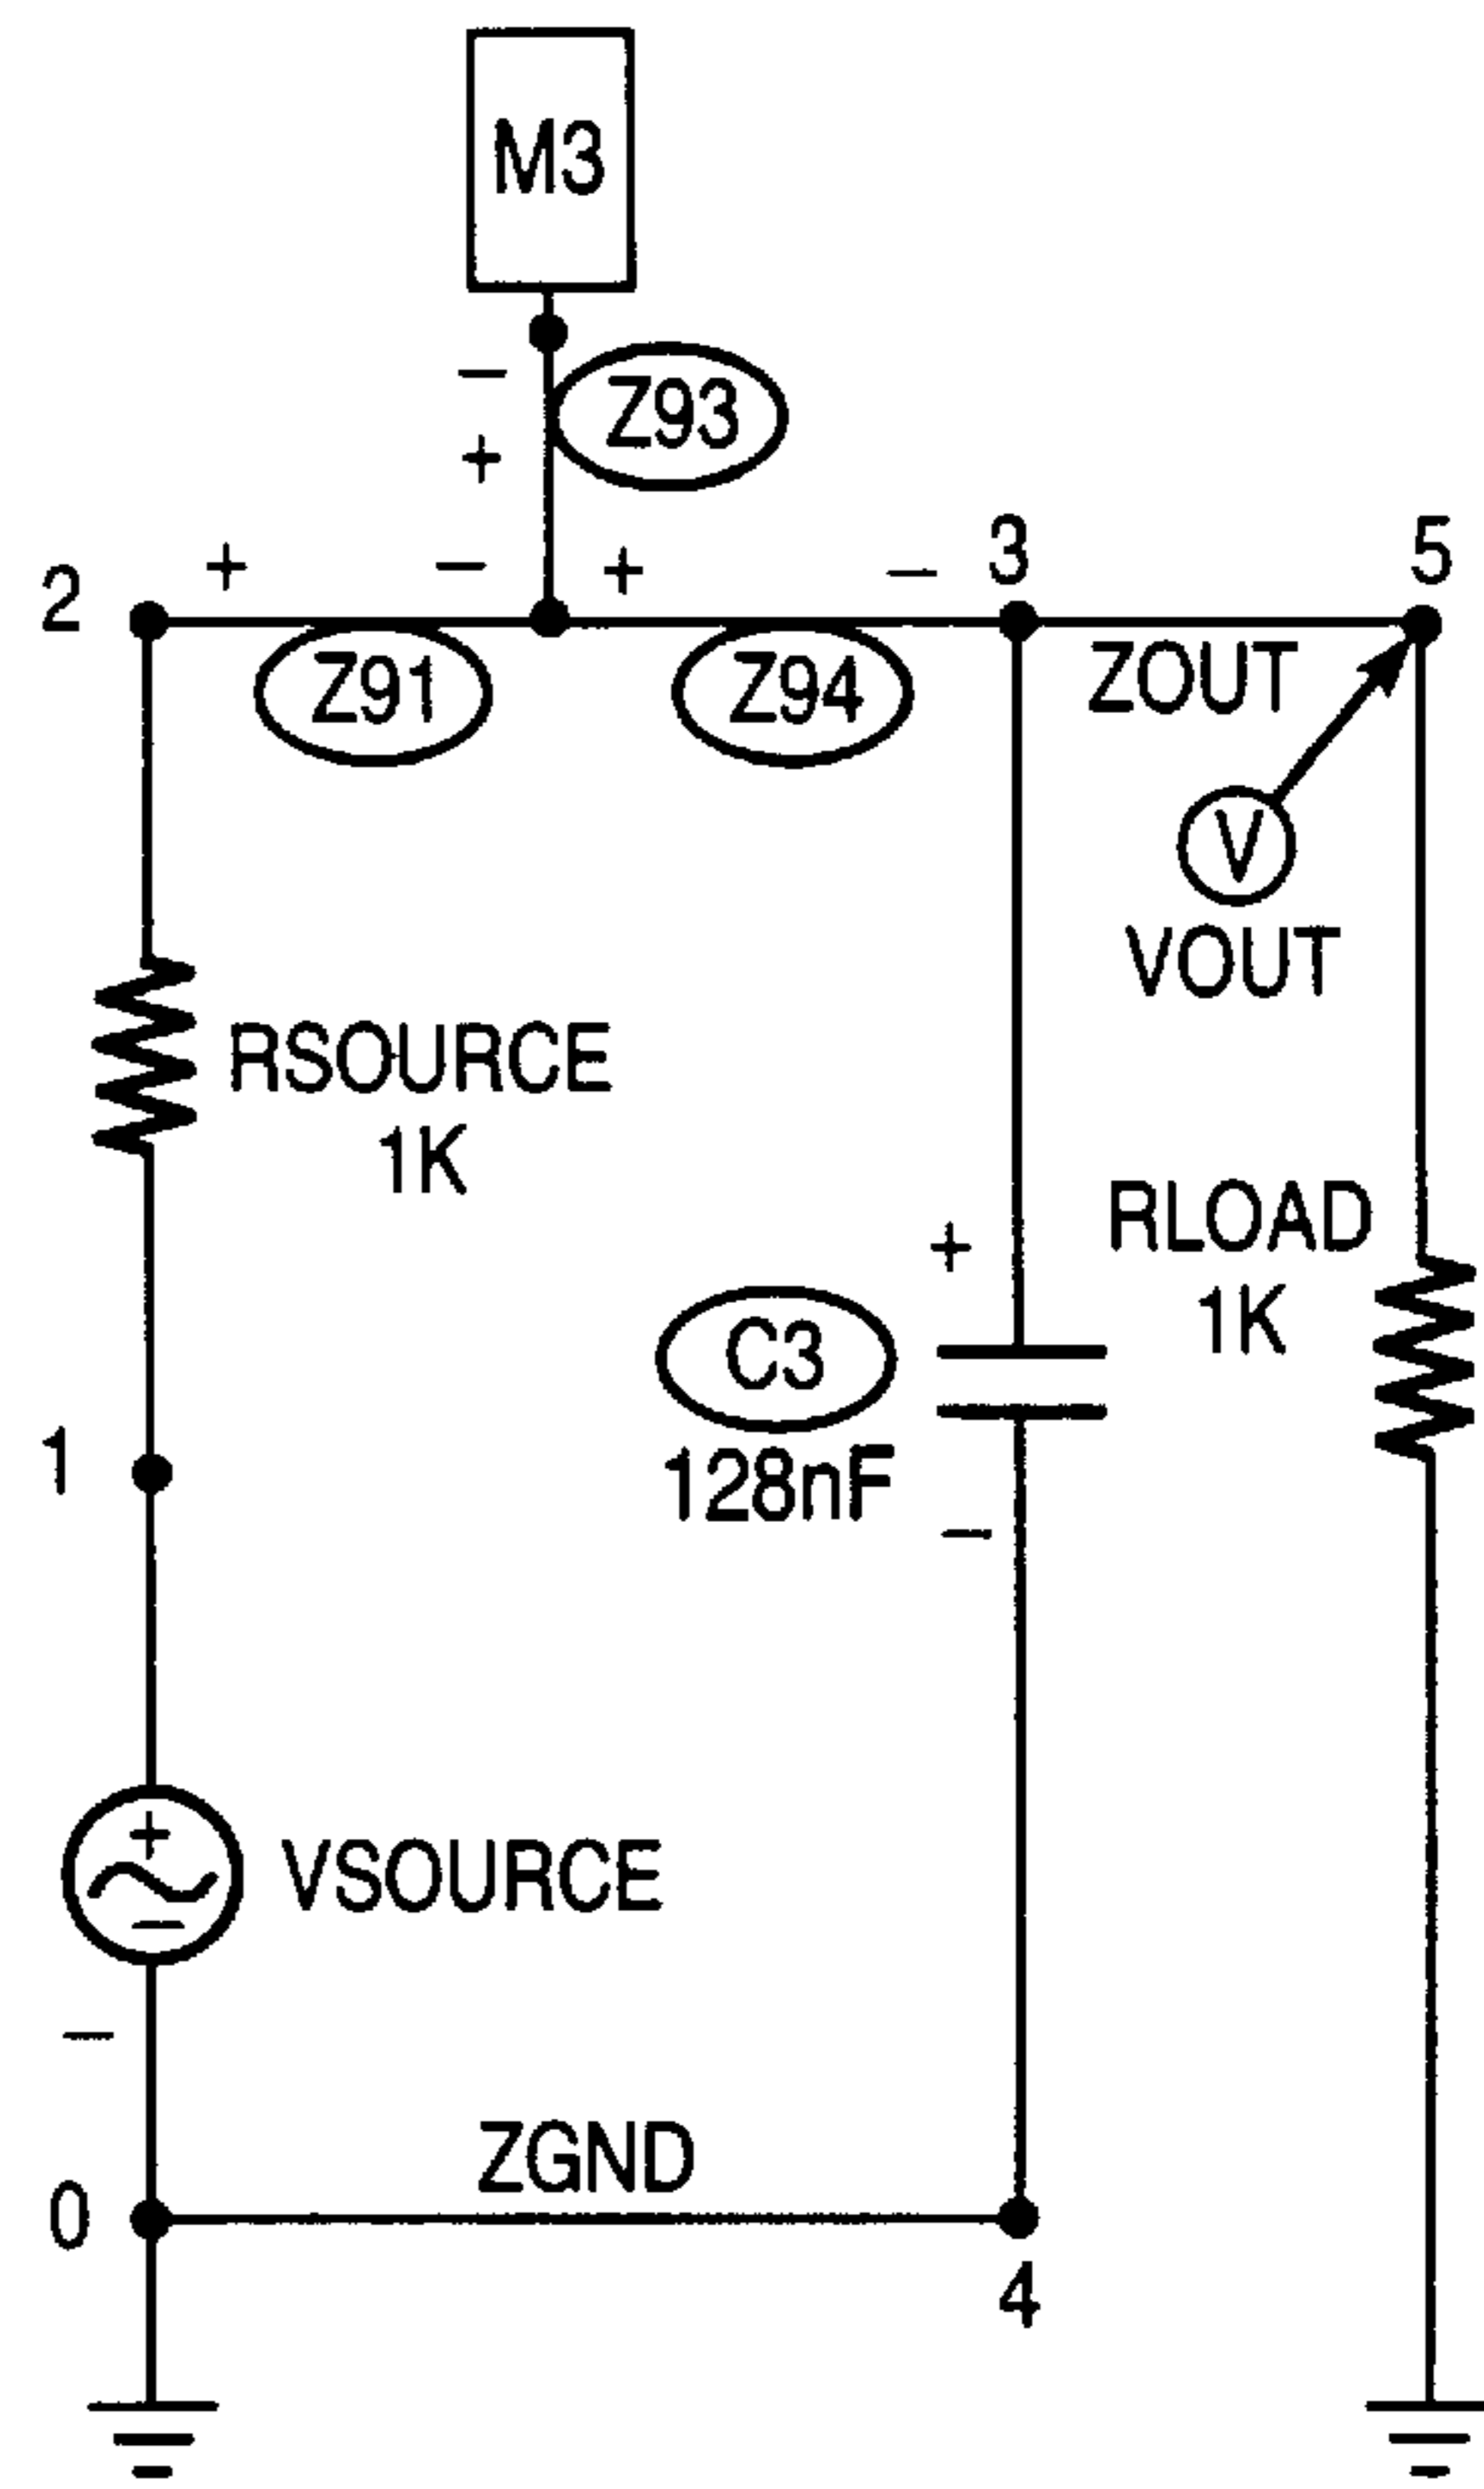 M3
−
Z93
+
2
+
−
+
−
3
5
Z91
Z94
ZOUT
V
VOUT
RSOURCE
1K
+
RLOAD
1K
C3
128nF
−
1
+
VSOURCE
−
−
ZGND
0
4